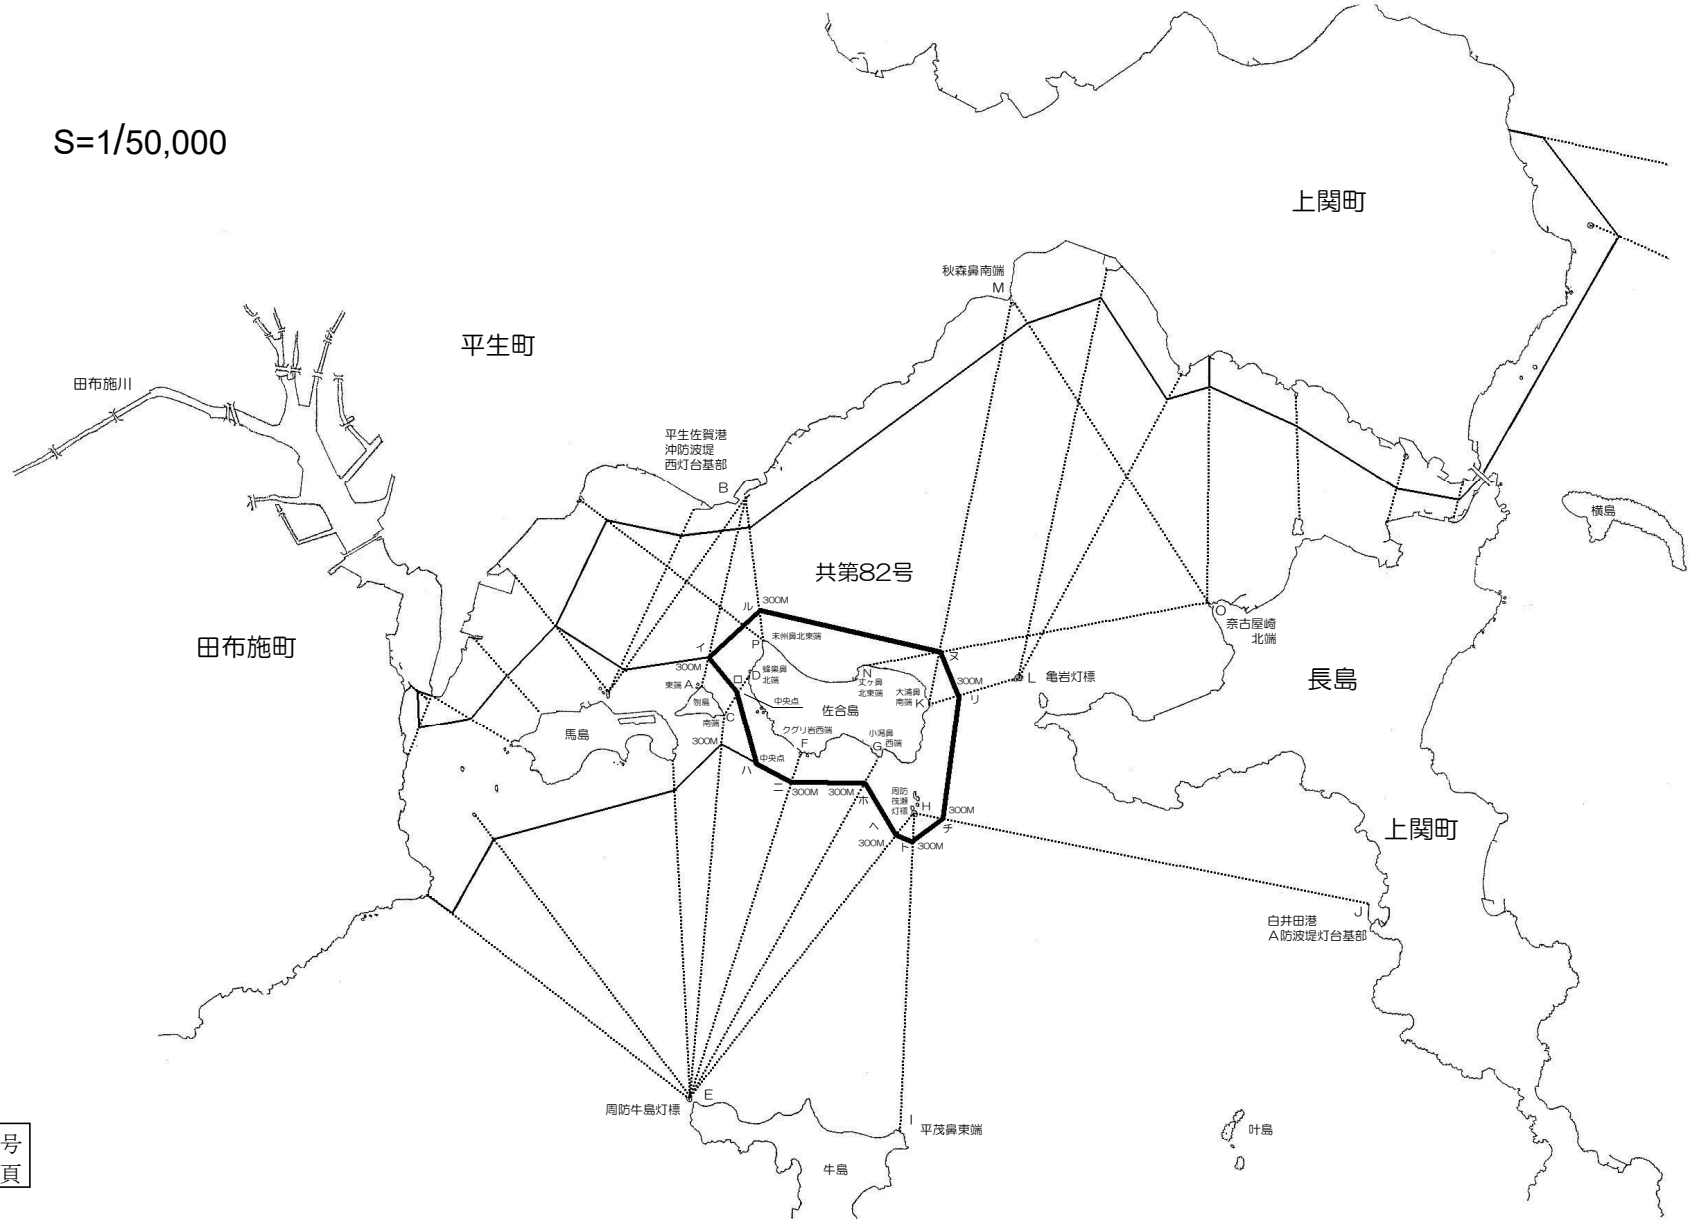 S=1/50,000
上関町
秋森鼻南端
M
平生町
田布施川
平生佐賀港
沖防波堤
西灯台基部
B
横島
共第82号
ル
300M
O
奈古屋崎
北端
末州鼻北東端
P
田布施町
イ
300M
ヌ
蜂巣鼻
北端
D
N
丈ヶ鼻
北東端
L
亀岩灯標
長島
東端
A
ロ
大浦鼻
南端
K
300M
リ
刎島
中央点
佐合島
南端
C
馬島
ククリ岩西端
F
小潟鼻
西端
G
300M
中央点
ハ
ニ
300M
300M
ホ
周防
茂瀬
灯標
H
300M
チ
ヘ
300M
ト
300M
上関町
J
白井田港
A防波堤灯台基部
E
周防牛島灯標
I
平茂鼻東端
叶島
牛島
号
頁